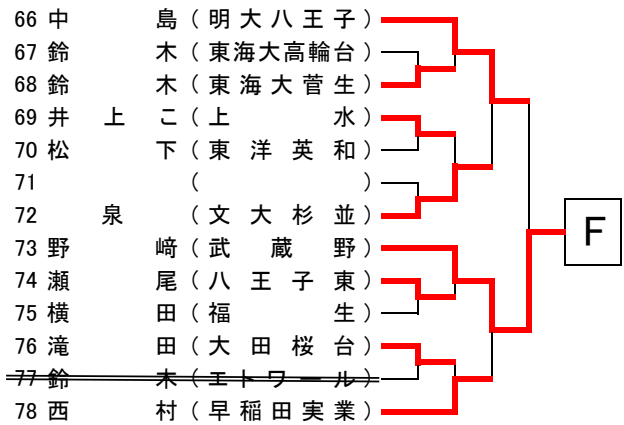 66 中島(明大八王子)
67 鈴木(東海大高輪台)
68 鈴木(東海大菅生)
69 井上こ(上水)
70 松下(東洋英和)
71 ( )
72 泉(文大杉並)
73 野﨑(武蔵野)
74 瀬尾(八王子東)
75 横田(福生)
76 滝田(大田桜台)
77 鈴木(エトワール)
78 西村(早稲田実業)
F